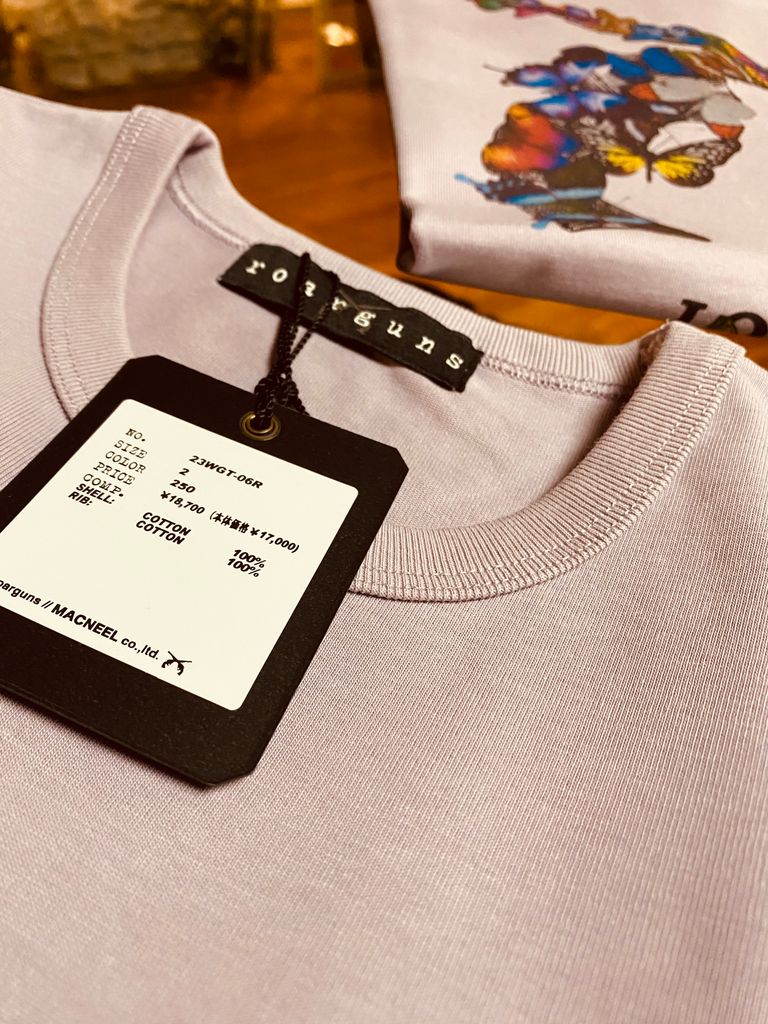 roarguns
NO. 23WGT-06R
SIZE 2
COLOR 250
PRICE ¥18,700 (本体価格¥17,000)
COMP.
SHELL: COTTON 100%
RIB: COTTON 100%
oarguns // MACNEEL co.,ltd.